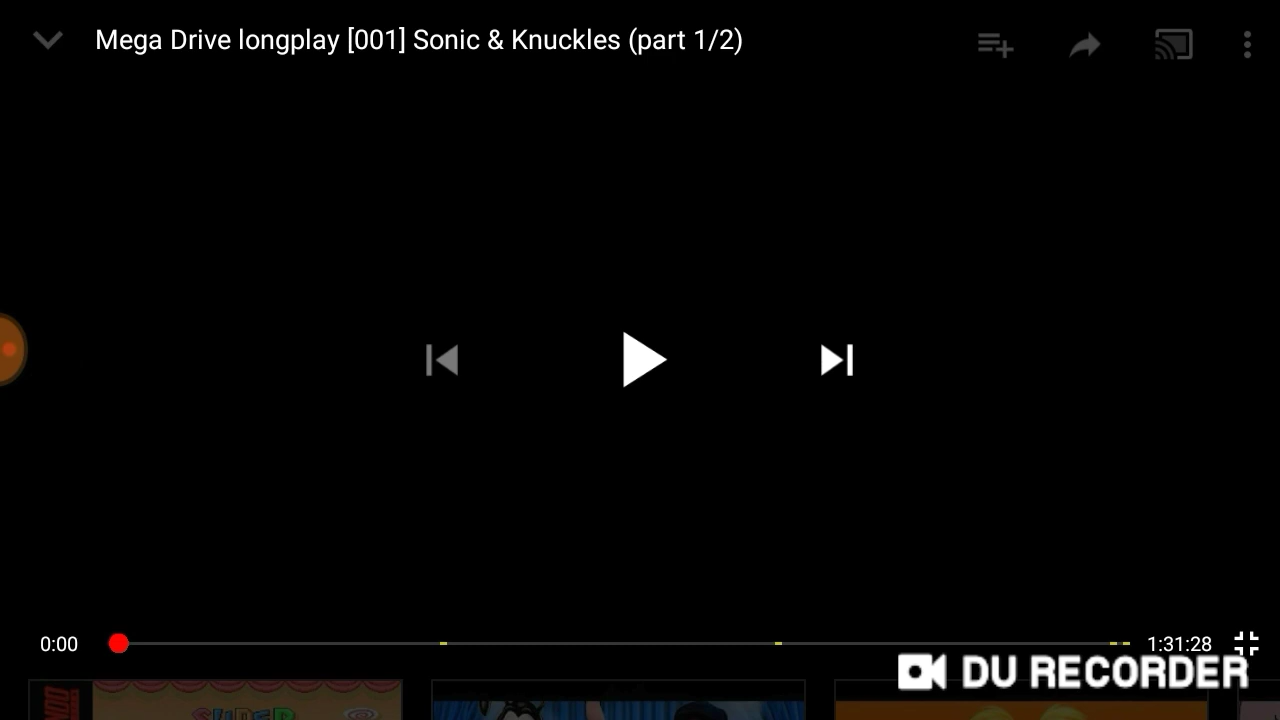 Mega Drive longplay [001] Sonic & Knuckles (part 1/2)
0:00
1:31:28
DU RECORDER